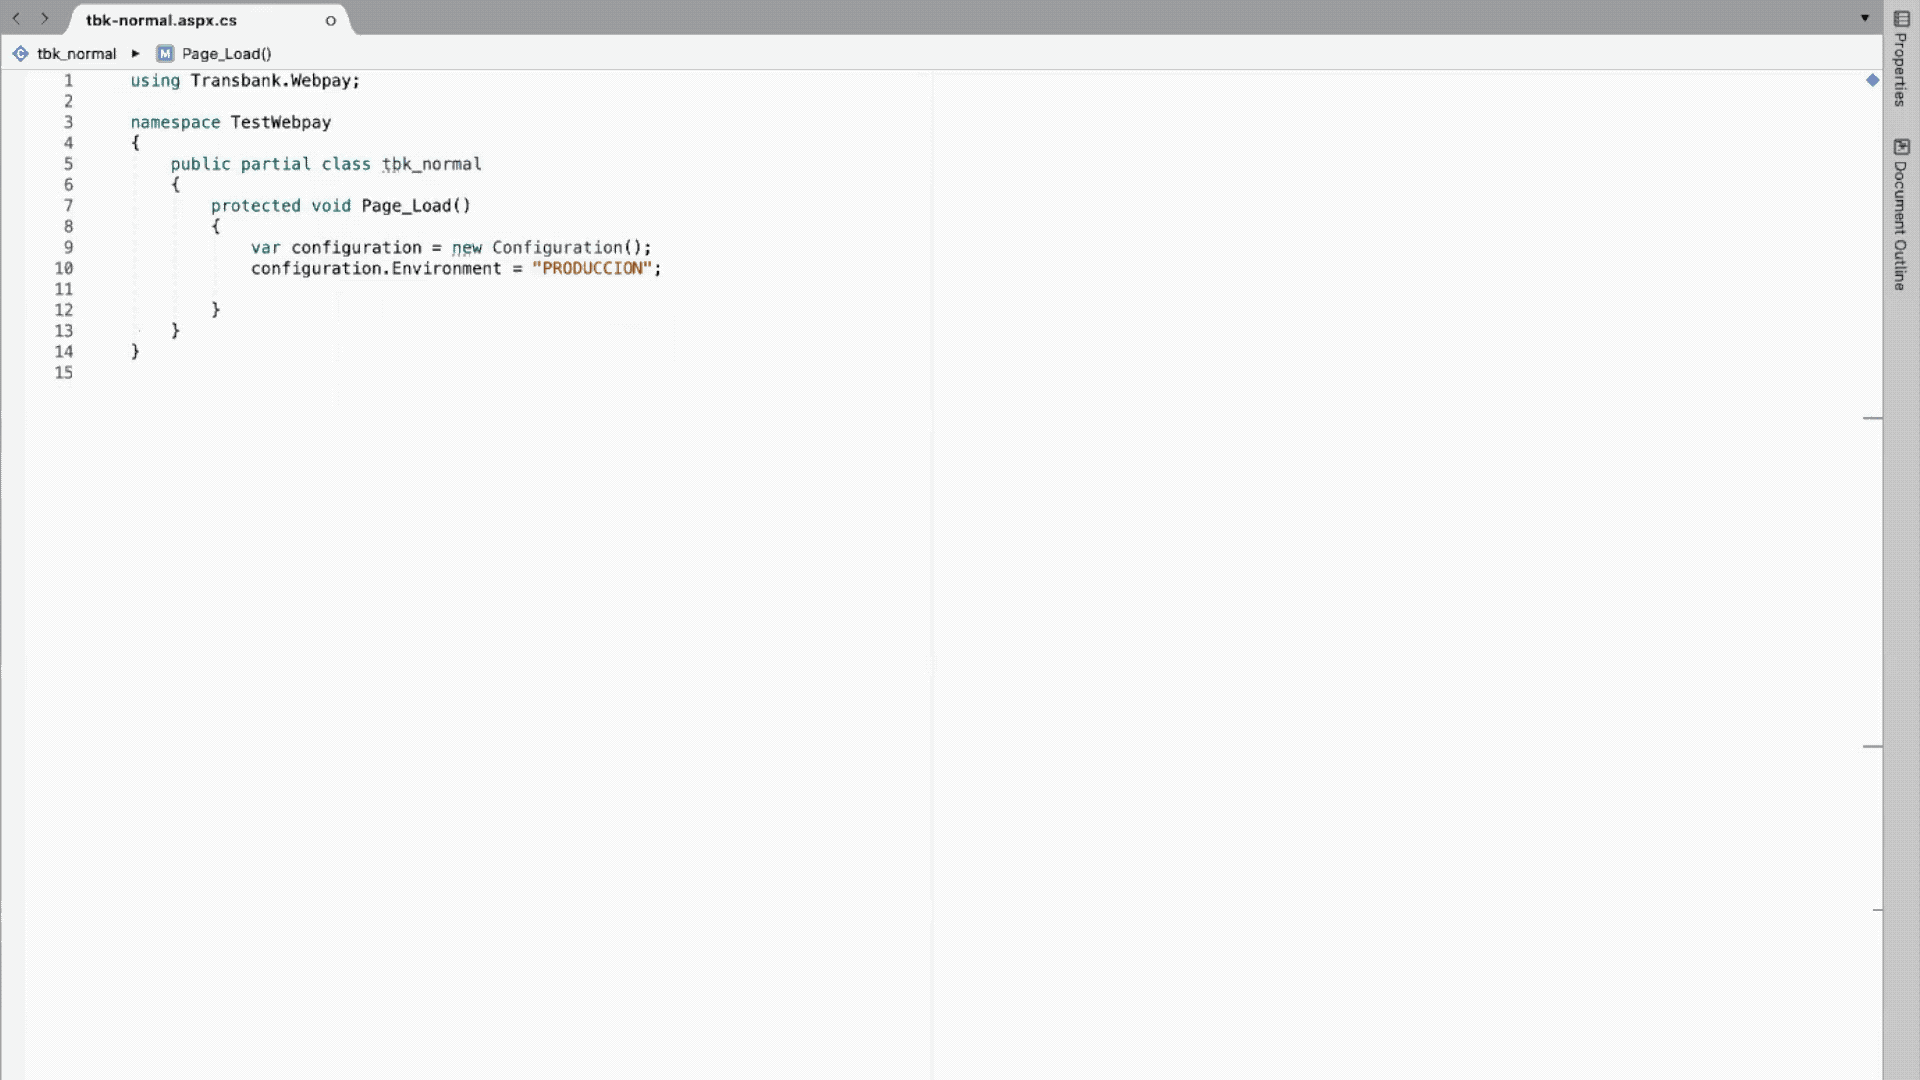 tbk-normal.aspx.cs
tbk_normal ▸ M Page_Load()
1 using Transbank.Webpay;
2
3 namespace TestWebpay
4 {
5 public partial class tbk_normal
6 {
7 protected void Page_Load()
8 {
9 var configuration = new Configuration();
10 configuration.Environment = "PRODUCCION";
11
12 }
13 }
14 }
15
Properties
Document Outline